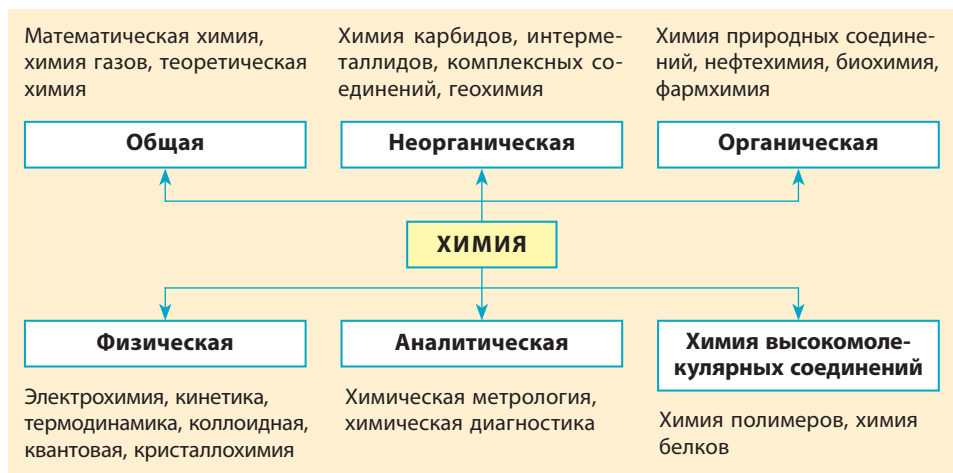 Математическая химия,
химия газов, теоретическая
химия
Химия карбидов, интерме-
таллидов, комплексных со-
единений, геохимия
Химия природных соедине-
ний, нефтехимия, биохимия,
фармхимия
Общая
Неорганическая
Органическая
ХИМИЯ
Физическая
Аналитическая
Химия высокомоле-
кулярных соединений
Электрохимия, кинетика,
термодинамика, коллоидная,
квантовая, кристаллохимия
Химическая метрология,
химическая диагностика
Химия полимеров, химия
белков